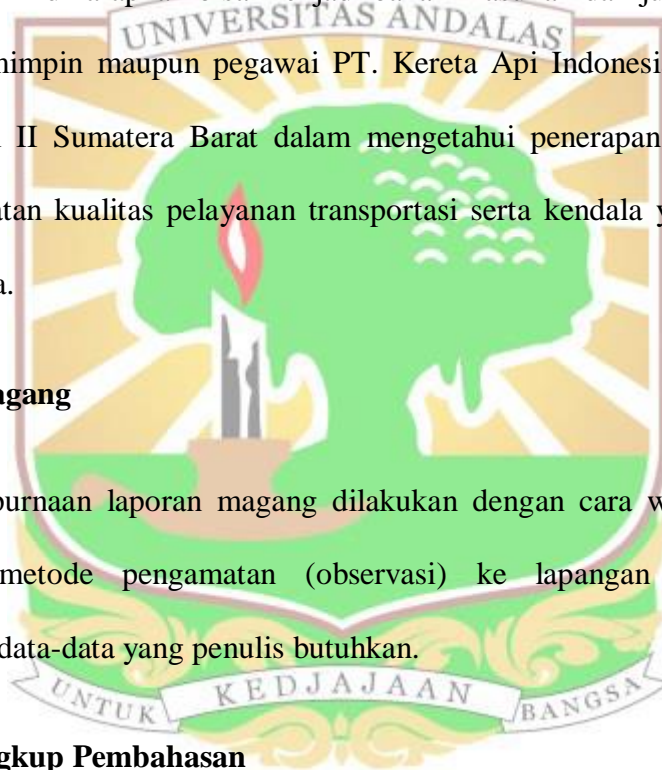 UNIVERSITAS ANDALAS
impin maupun pegawai PT. Kereta Api Indonesi
II Sumatera Barat dalam mengetahui penerapan
tan kualitas pelayanan transportasi serta kendala y
a.
agang
burnaan laporan magang dilakukan dengan cara w
metode pengamatan (observasi) ke lapangan
data-data yang penulis butuhkan.
UNTUK KEDJAJAAN BANGSA
gkup Pembahasan